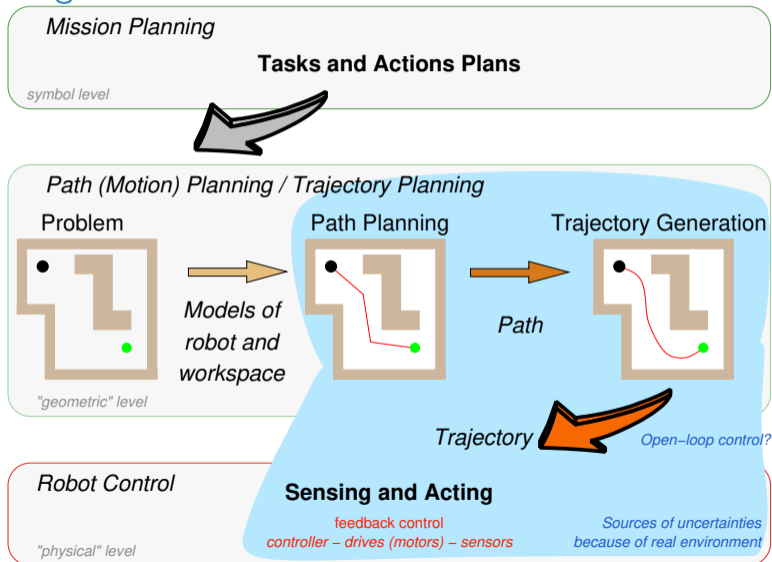 Mission Planning
Tasks and Actions Plans
symbol level
Path (Motion) Planning / Trajectory Planning
Problem
Path Planning
Trajectory Generation
Models of
robot and
workspace
Path
"geometric" level
Trajectory
Open−loop control?
Robot Control
Sensing and Acting
feedback control
controller − drives (motors) − sensors
Sources of uncertainties
because of real environment
"physical" level